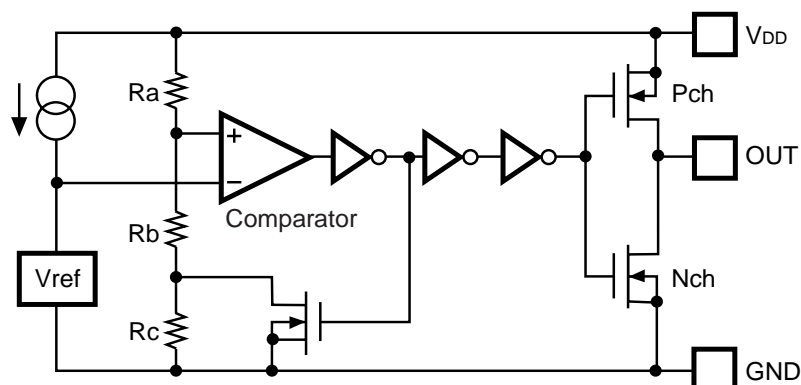 VDD
Ra
Pch
+
OUT
−
Comparator
Rb
Vref
Nch
Rc
GND